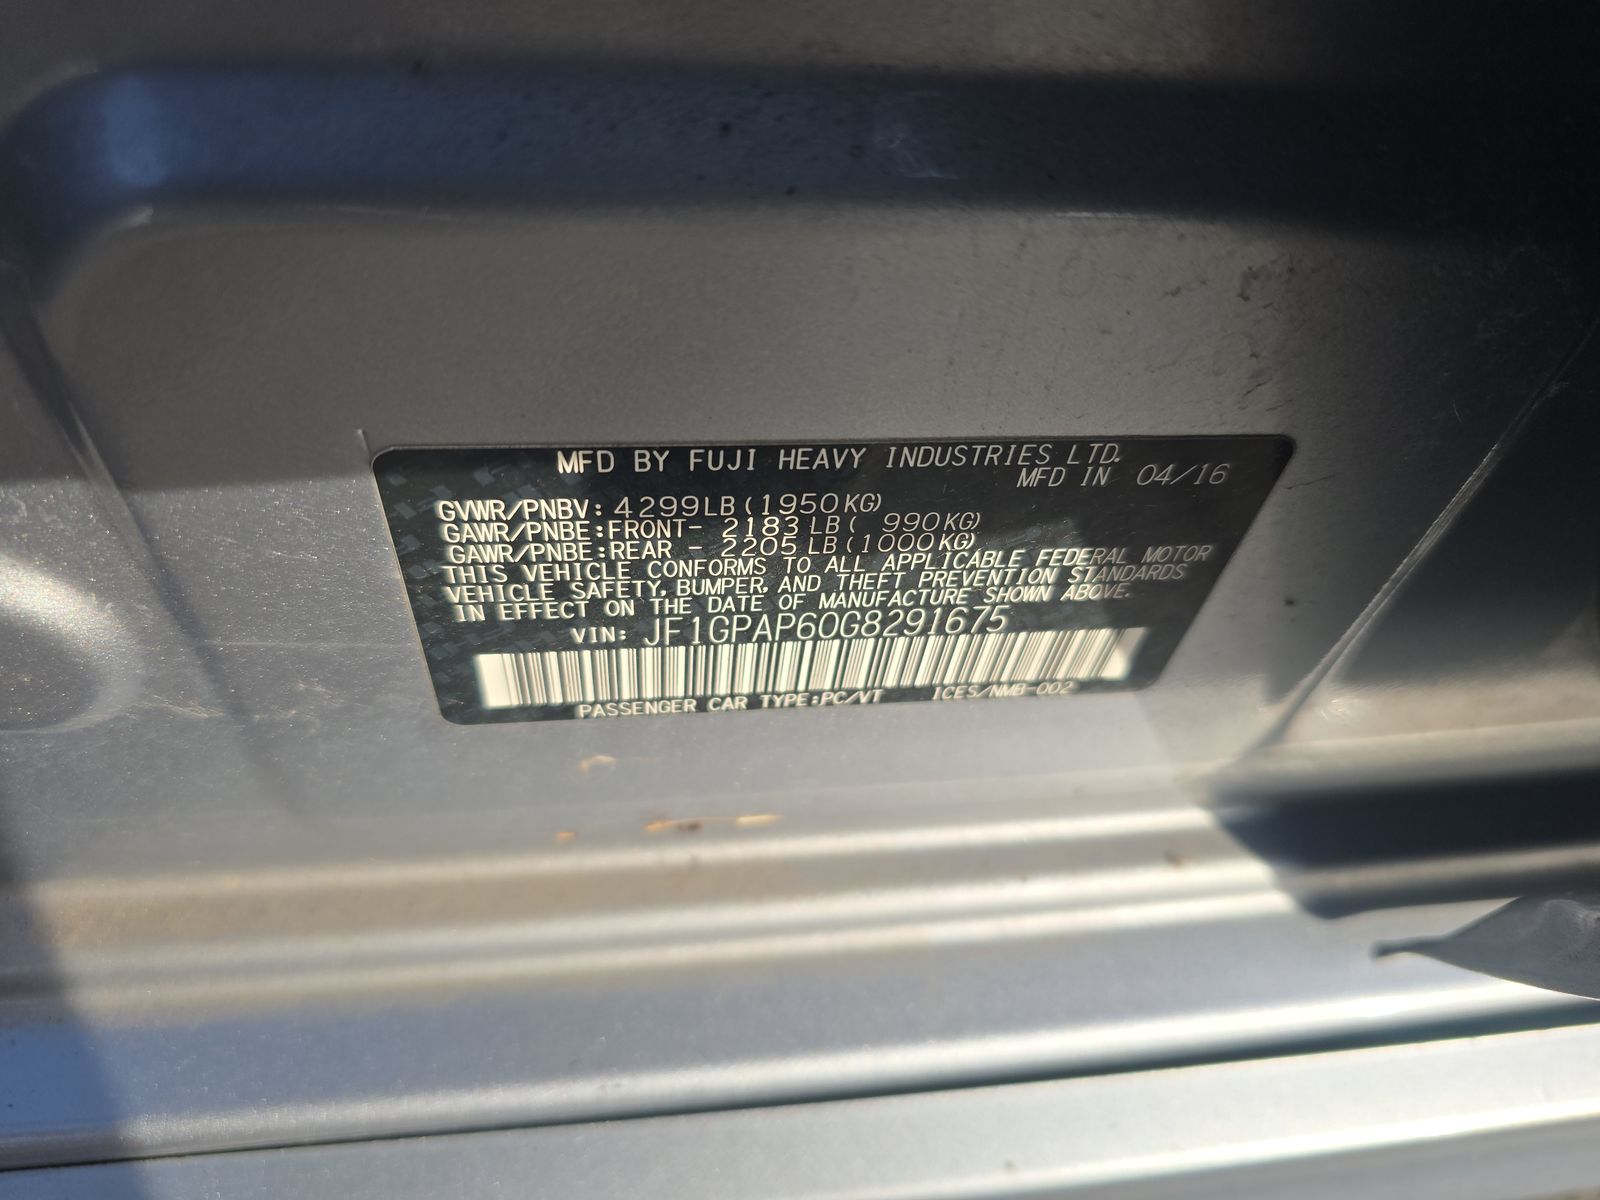 MFD BY FUJI HEAVY INDUSTRIES LTD.
MFD IN 04/16
GVWR/PNBV: 4299LB(1950KG)
GAWR/PNBE:FRONT- 2183LB( 990KG)
GAWR/PNBE:REAR - 2205LB(1000KG)
THIS VEHICLE CONFORMS TO ALL APPLICABLE FEDERAL MOTOR
VEHICLE SAFETY, BUMPER, AND THEFT PREVENTION STANDARDS
IN EFFECT ON THE DATE OF MANUFACTURE SHOWN ABOVE.
VIN: JF1GPAP60G8291675
PASSENGER CAR TYPE:PC/VT ICES/NMB-002